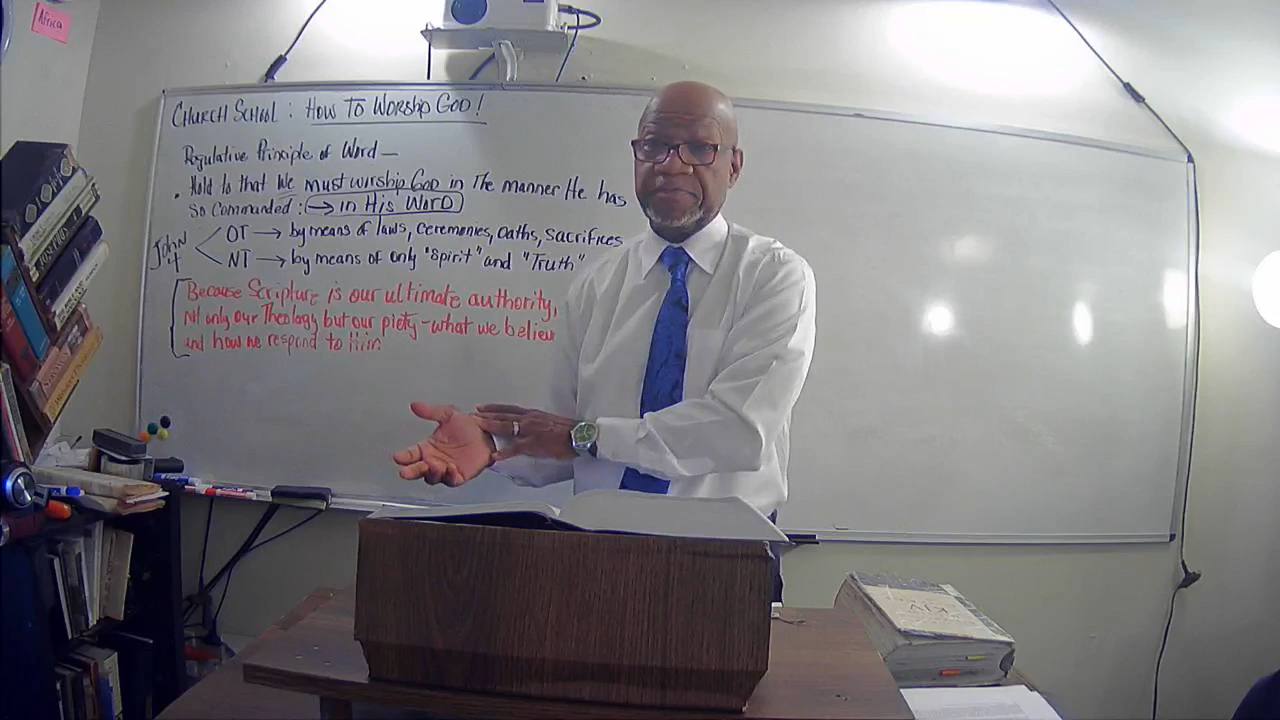 Africa
CHURCH SCHOOL : HOW TO WORSHIP GOD!
Regulative Principle of Word —
• Hold to that We must worship God in The manner He has
So Commanded: → in HIS WORD
John 4
OT → by means of laws, ceremonies, oaths, sacrifices
NT → by means of only "Spirit" and "Truth"
Because Scripture is our ultimate authority,
Not only our Theology but our piety - what we believ
and how we respond to Him
KJV